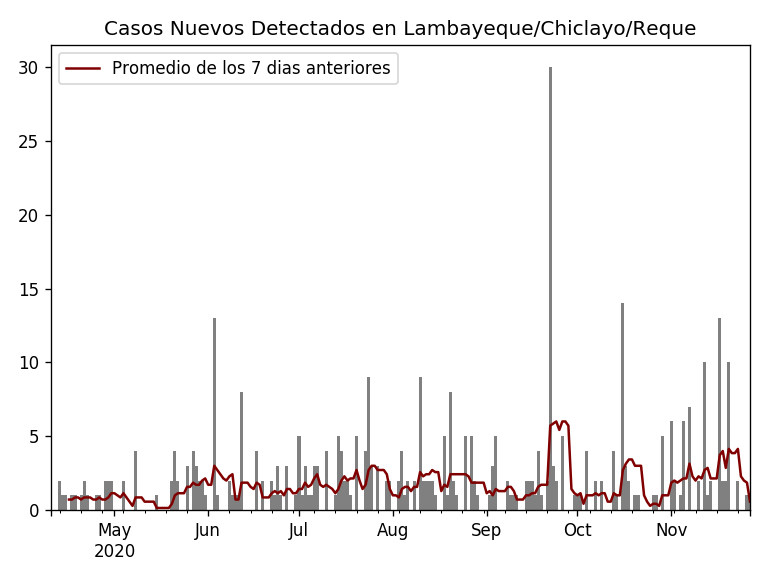 Casos Nuevos Detectados en Lambayeque/Chiclayo/Reque
Promedio de los 7 dias anteriores
30
25
20
15
10
5
0
May Jun Jul Aug Sep Oct Nov
2020